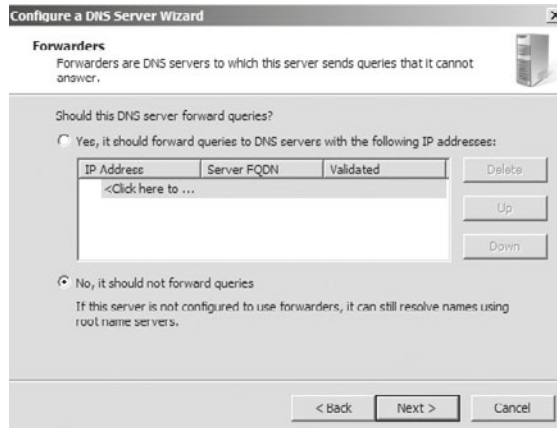 Configure a DNS Server Wizard
Forwarders
Forwarders are DNS servers to which this server sends queries that it cannot
answer.
Should this DNS server forward queries?
Yes, it should forward queries to DNS servers with the following IP addresses:
IP Address Server FQDN Validated
<Click here to ...
Delete
Up
Down
No, it should not forward queries
If this server is not configured to use forwarders, it can still resolve names using
root name servers.
< Back Next > Cancel